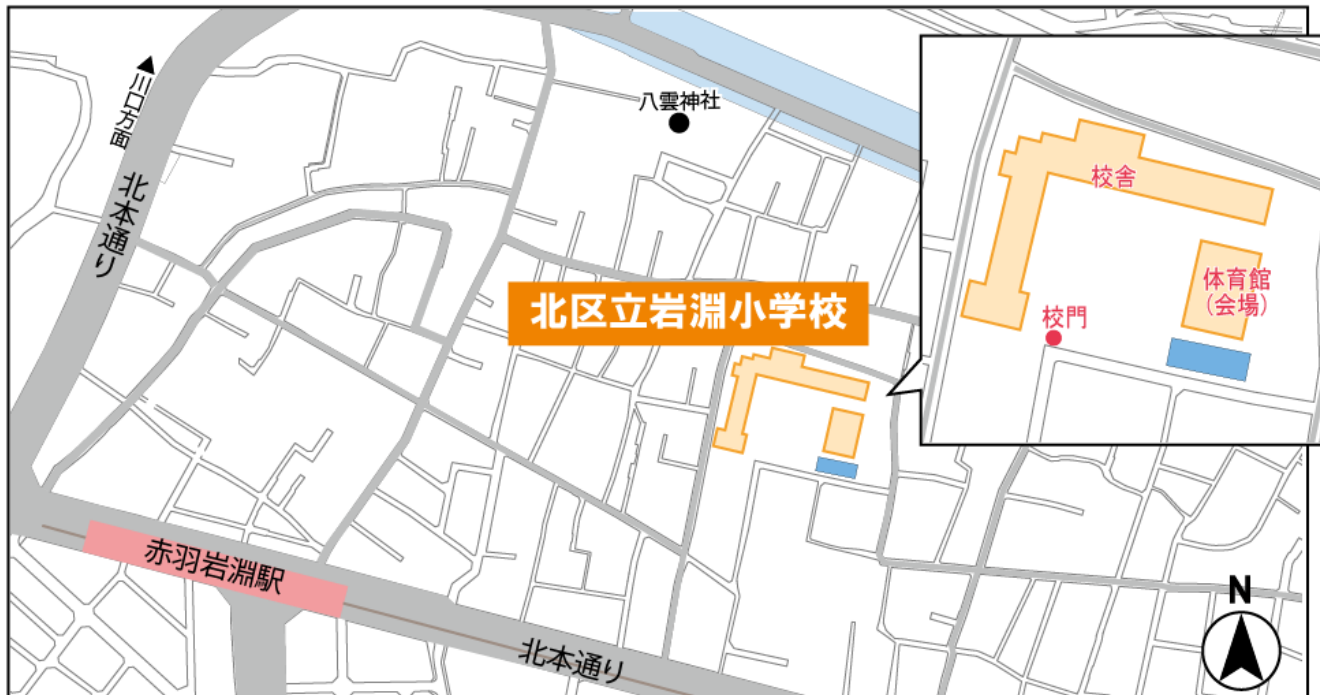 八雲神社
▲川口方面
北本通り
北区立岩淵小学校
赤羽岩淵駅
北本通り
校舎
体育館
(会場)
校門
N